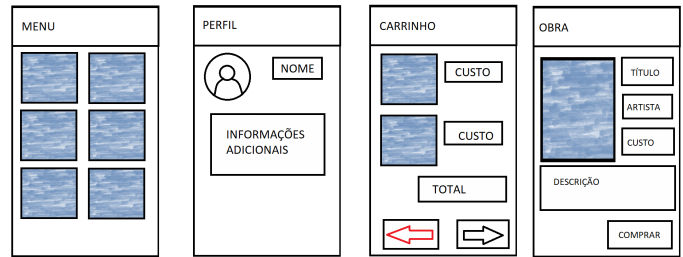 MENU
PERFIL
NOME
INFORMAÇÕES
ADICIONAIS
CARRINHO
CUSTO
CUSTO
TOTAL
OBRA
TÍTULO
ARTISTA
CUSTO
DESCRIÇÃO
COMPRAR